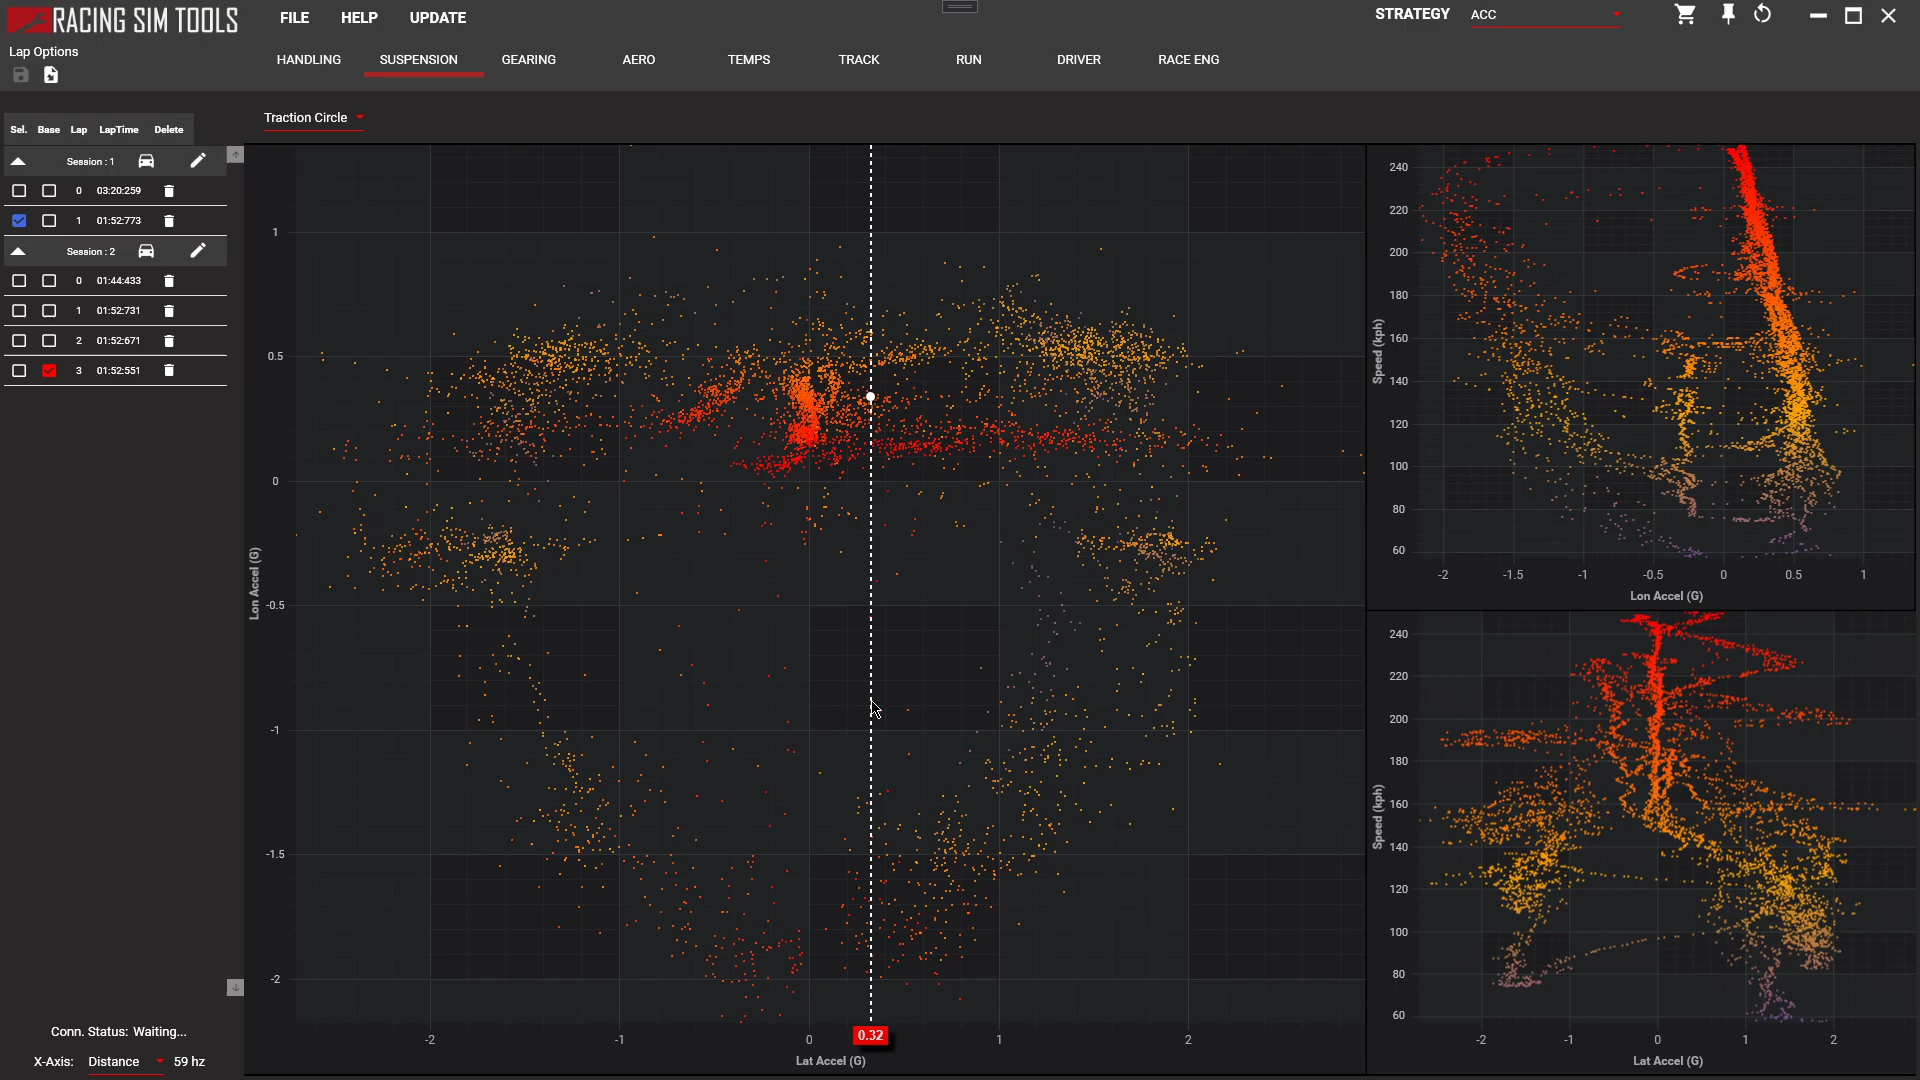 RACING SIM TOOLS
FILE HELP UPDATE
STRATEGY ACC
Lap Options
HANDLING SUSPENSION GEARING AERO TEMPS TRACK RUN DRIVER RACE ENG
Traction Circle
Sel. Base Lap LapTime Delete
Session : 1
0 03:20:259
1 01:52:773
Session : 2
0 01:44:433
1 01:52:731
2 01:52:671
3 01:52:551
Conn. Status: Waiting...
X-Axis: Distance 59 hz
1
0.5
0
-0.5
-1
-1.5
-2
Lon Accel (G)
-2 -1 0 0.32 1 2
Lat Accel (G)
240
220
200
180
160
140
120
100
80
60
Speed (kph)
-2 -1.5 -1 -0.5 0 0.5 1
Lon Accel (G)
240
220
200
180
160
140
120
100
80
60
Speed (kph)
-2 -1 0 1 2
Lat Accel (G)